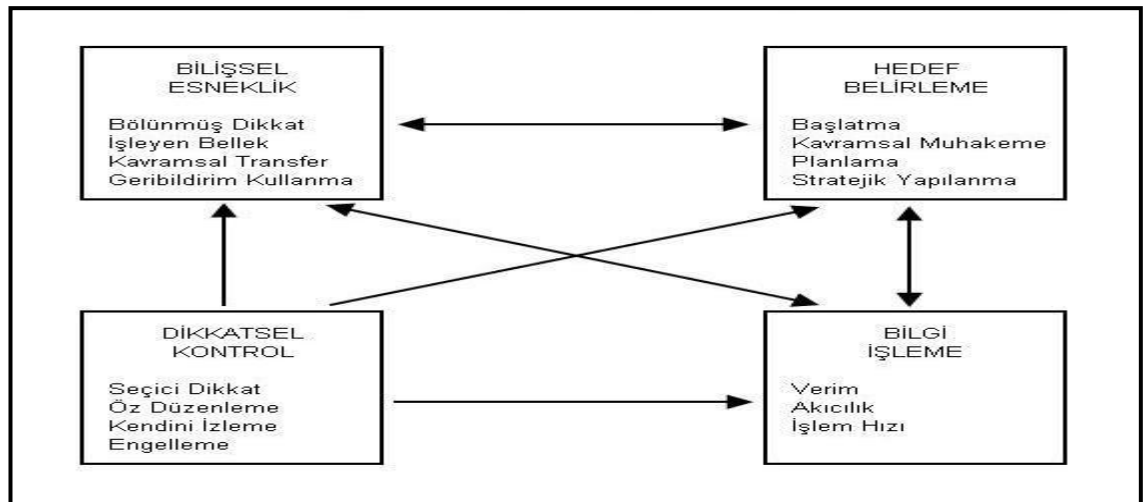 BİLİŞSEL
ESNEKLİK
Bölünmüş Dikkat
İşleyen Bellek
Kavramsal Transfer
Geribildirim Kullanma
HEDEF
BELİRLEME
Başlatma
Kavramsal Muhakeme
Planlama
Stratejik Yapılanma
DİKKATSEL
KONTROL
Seçici Dikkat
Öz Düzenleme
Kendini İzleme
Engelleme
BİLGİ
İŞLEME
Verim
Akıcılık
İşlem Hızı